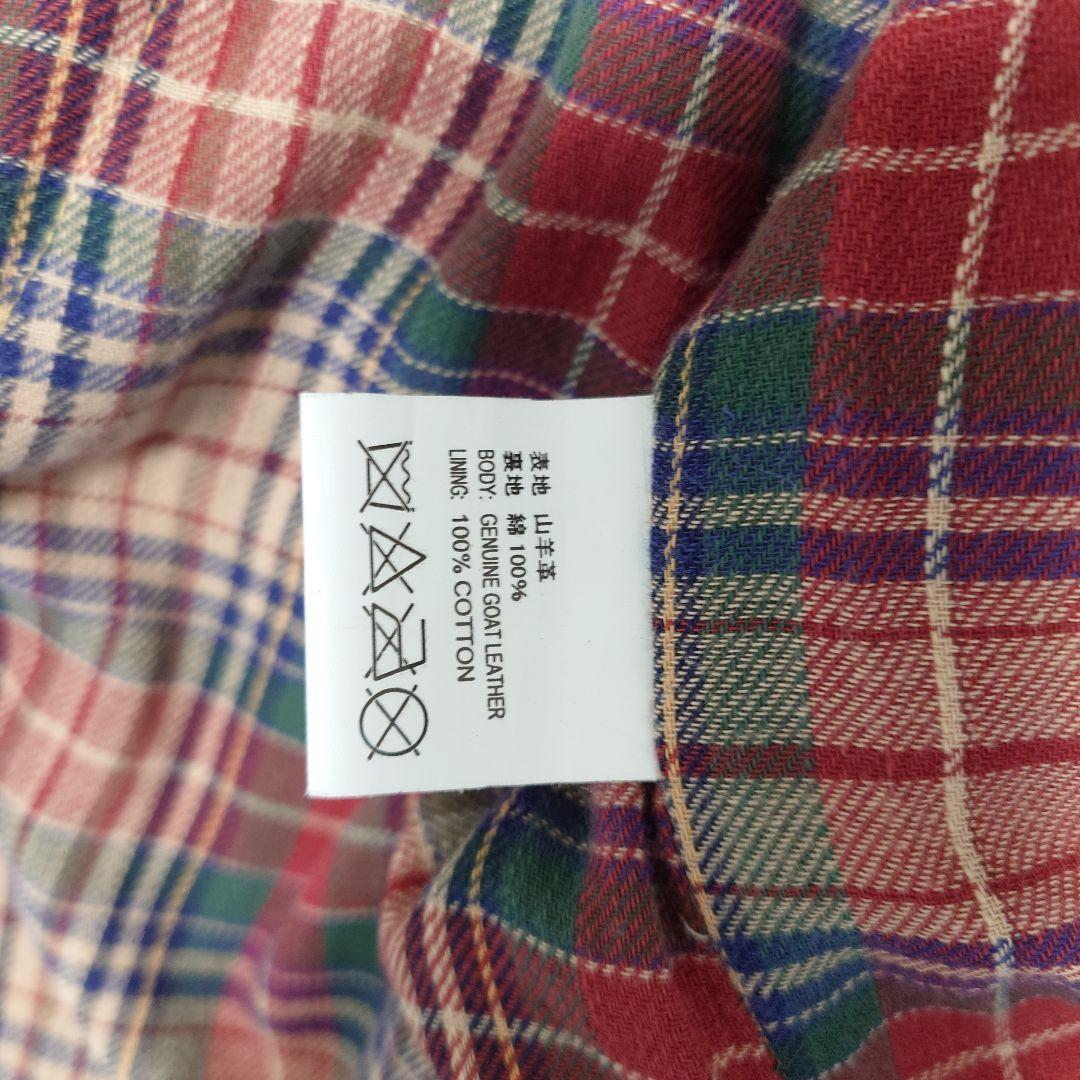 表地 山羊革
裏地 綿 100%
BODY: GENUINE GOAT LEATHER
LINING: 100% COTTON